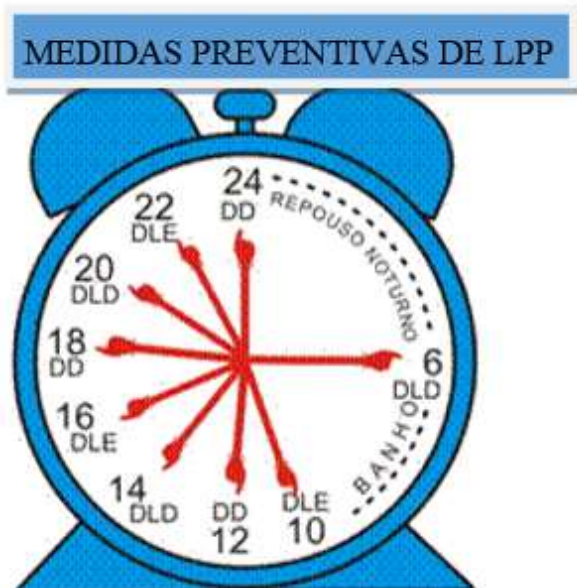 MEDIDAS PREVENTIVAS DE LPP
24
DD
REPOUSO NOTURNO
6
DLD
BANHO
DLE
10
DD
12
14
DLD
16
DLE
18
DD
20
DLD
22
DLE